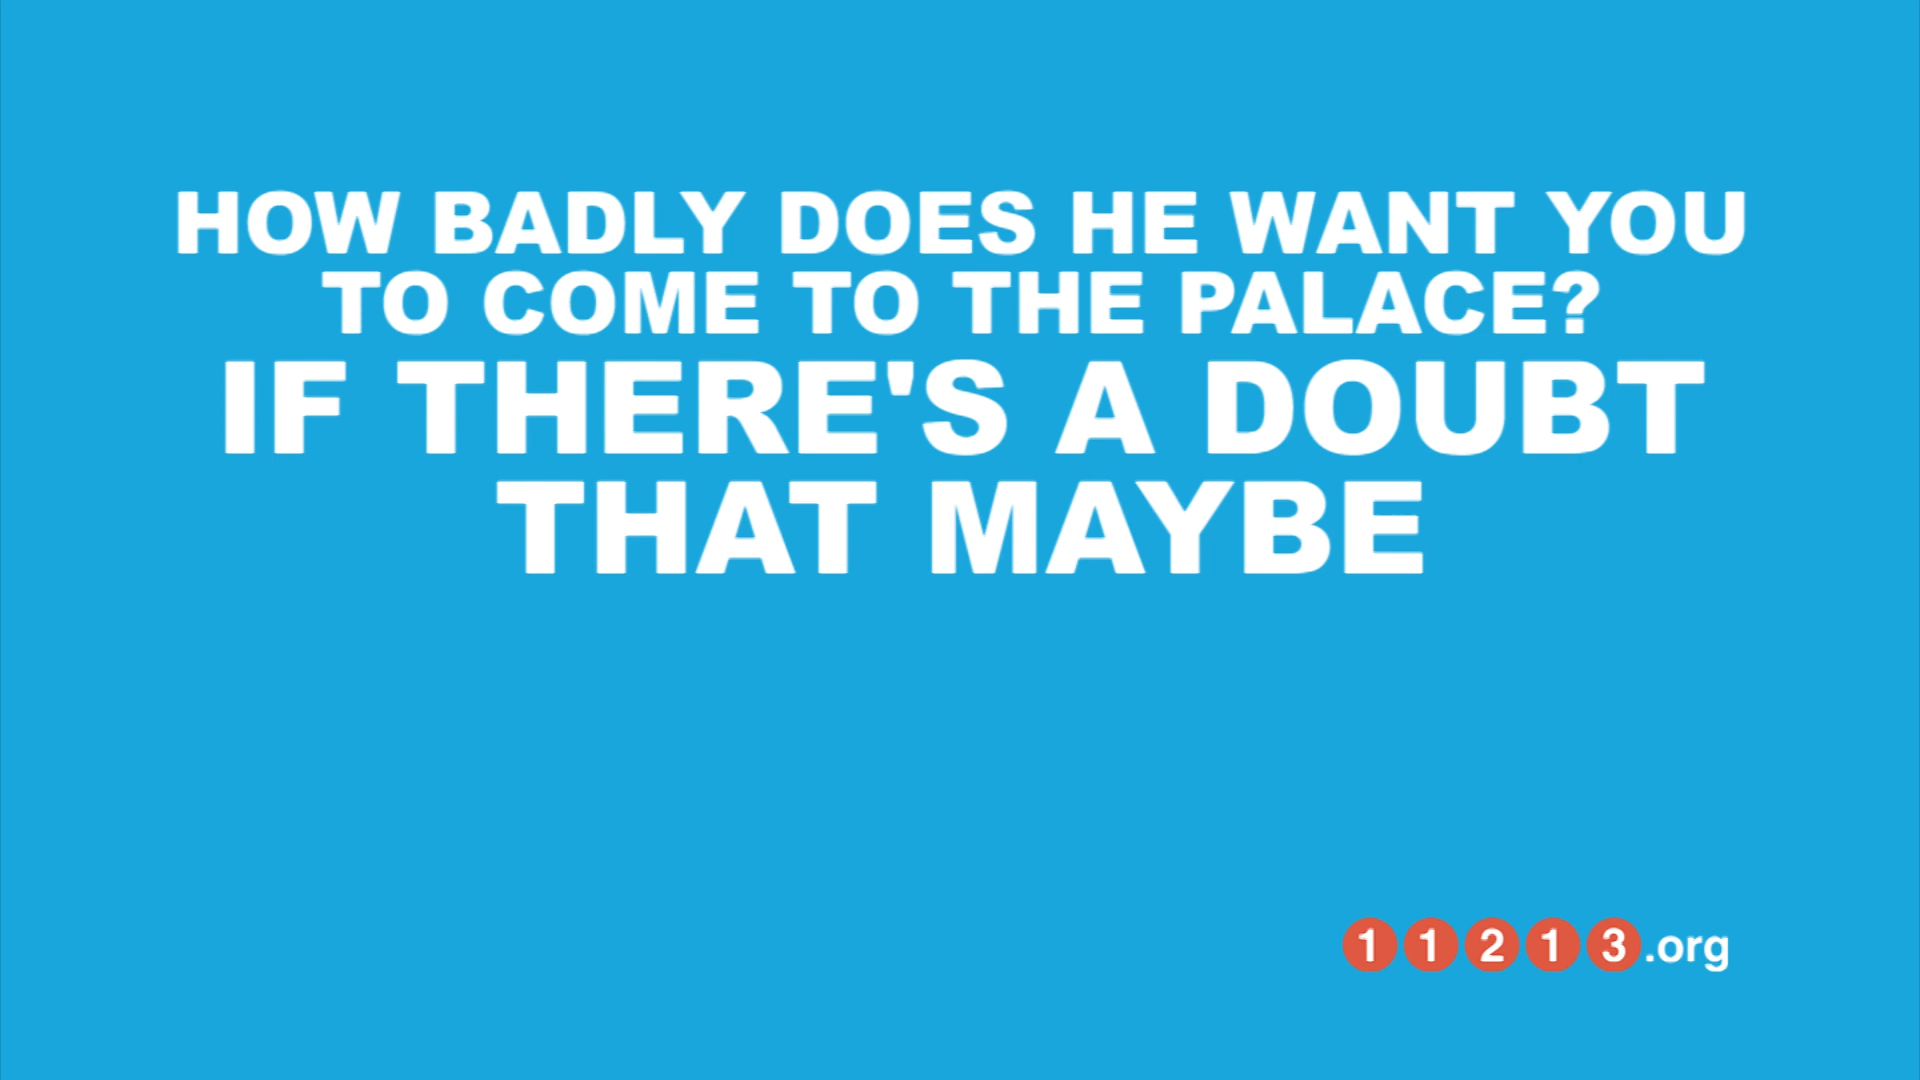 HOW BADLY DOES HE WANT YOU
TO COME TO THE PALACE?
IF THERE'S A DOUBT
THAT MAYBE
11213.org